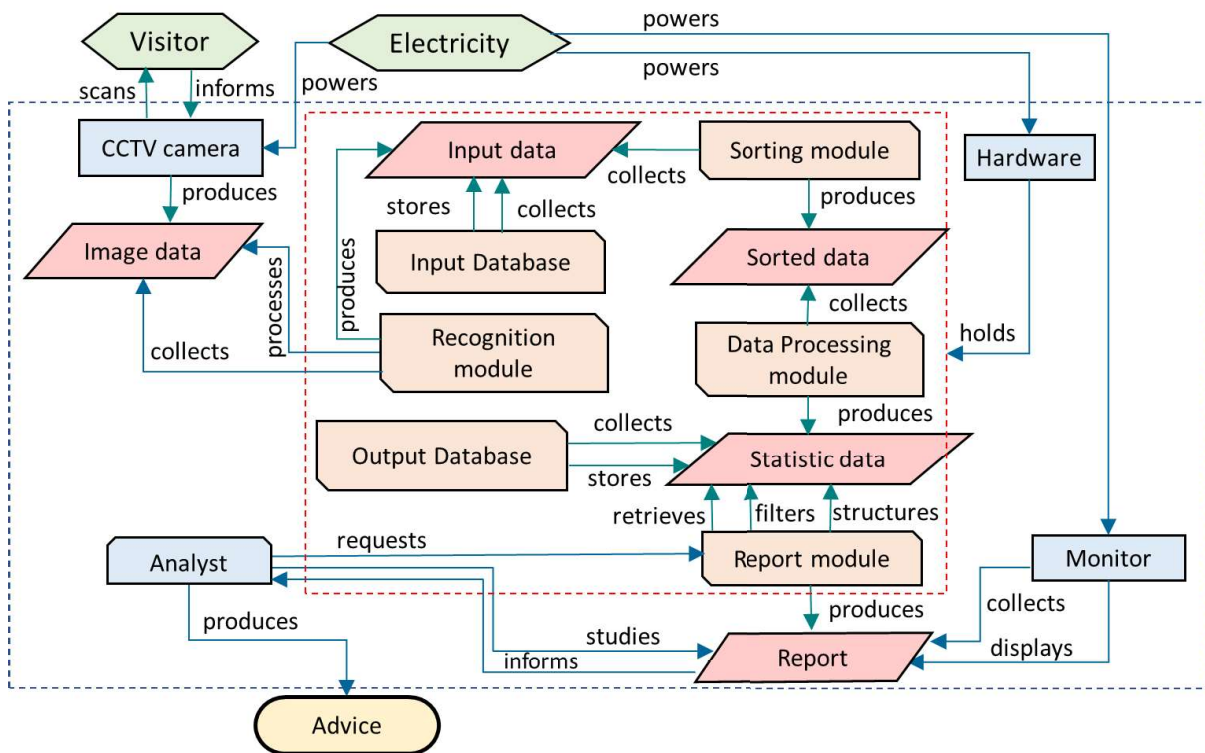 Visitor
Electricity
powers
powers
scans
informs
powers
CCTV camera
Input data
Sorting module
Hardware
collects
produces
stores
collects
produces
Image data
Input Database
Sorted data
produces
processes
collects
Recognition
module
Data Processing
module
holds
collects
produces
collects
Output Database
Statistic data
stores
retrieves
filters
structures
requests
Analyst
Report module
Monitor
produces
produces
collects
studies
informs
Report
displays
Advice